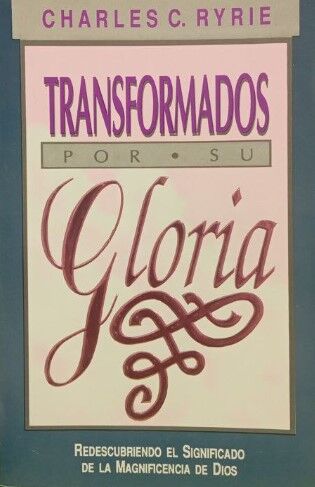 CHARLES C. RYRIE
TRANSFORMADOS
POR • SU
Gloria
REDESCUBRIENDO EL SIGNIFICADO
DE LA MAGNIFICENCIA DE DIOS